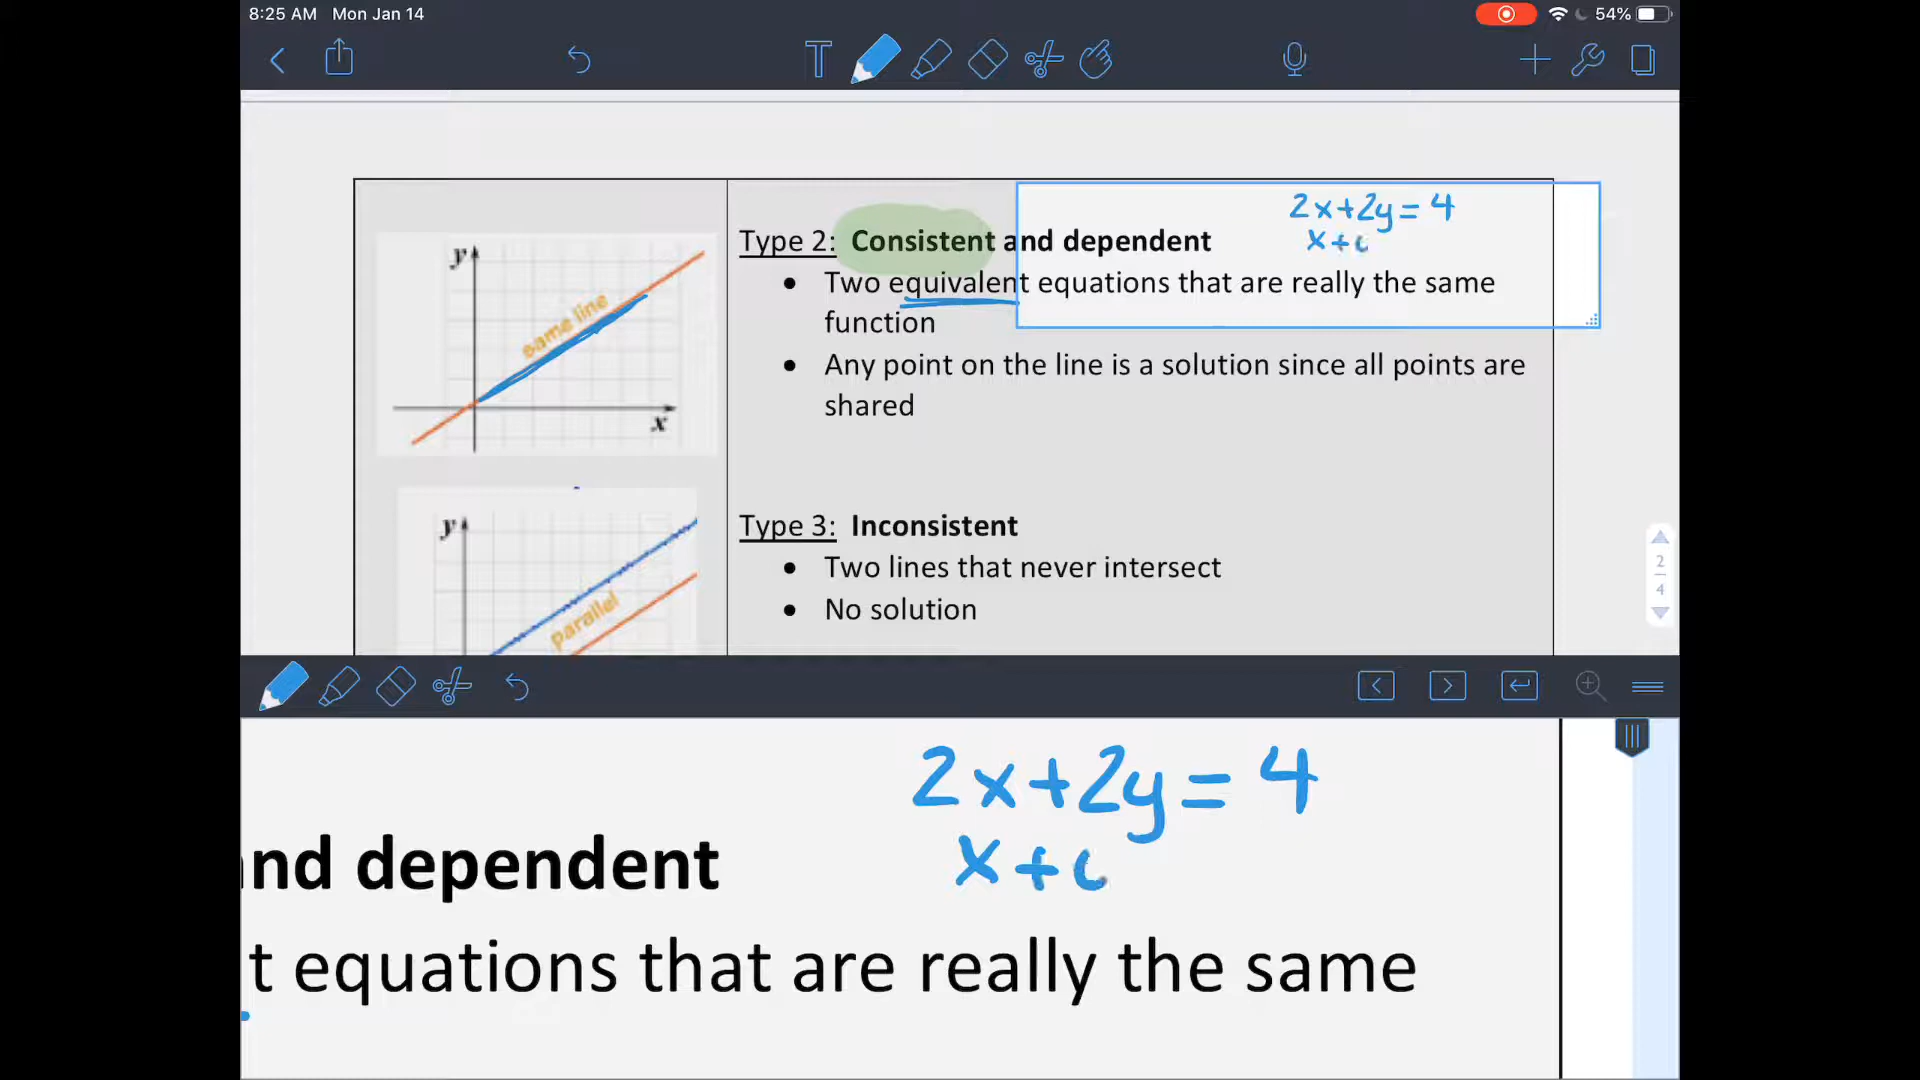 8:25 AM Mon Jan 14
54%
T
2x+2y=4
x+
Type 2: Consistent and dependent
• Two equivalent equations that are really the same
function
• Any point on the line is a solution since all points are
shared
y
same line
x
Type 3: Inconsistent
• Two lines that never intersect
• No solution
y
parallel
2
4
2x+2y=4
x+
nd dependent
t equations that are really the same